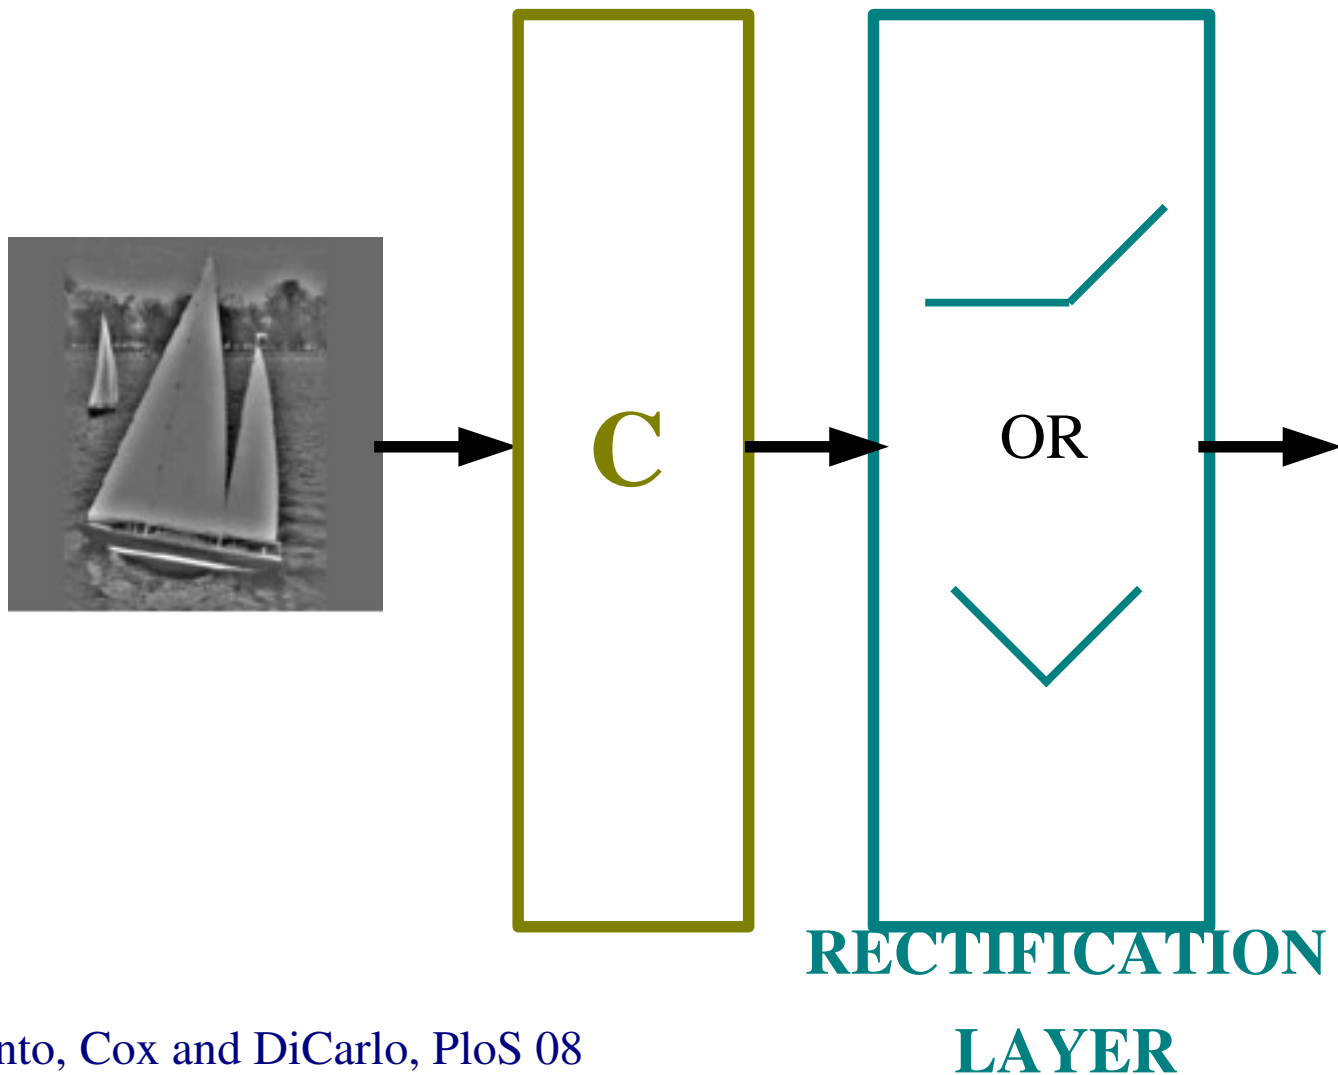 C
OR
RECTIFICATION
LAYER
nto, Cox and DiCarlo, PloS 08